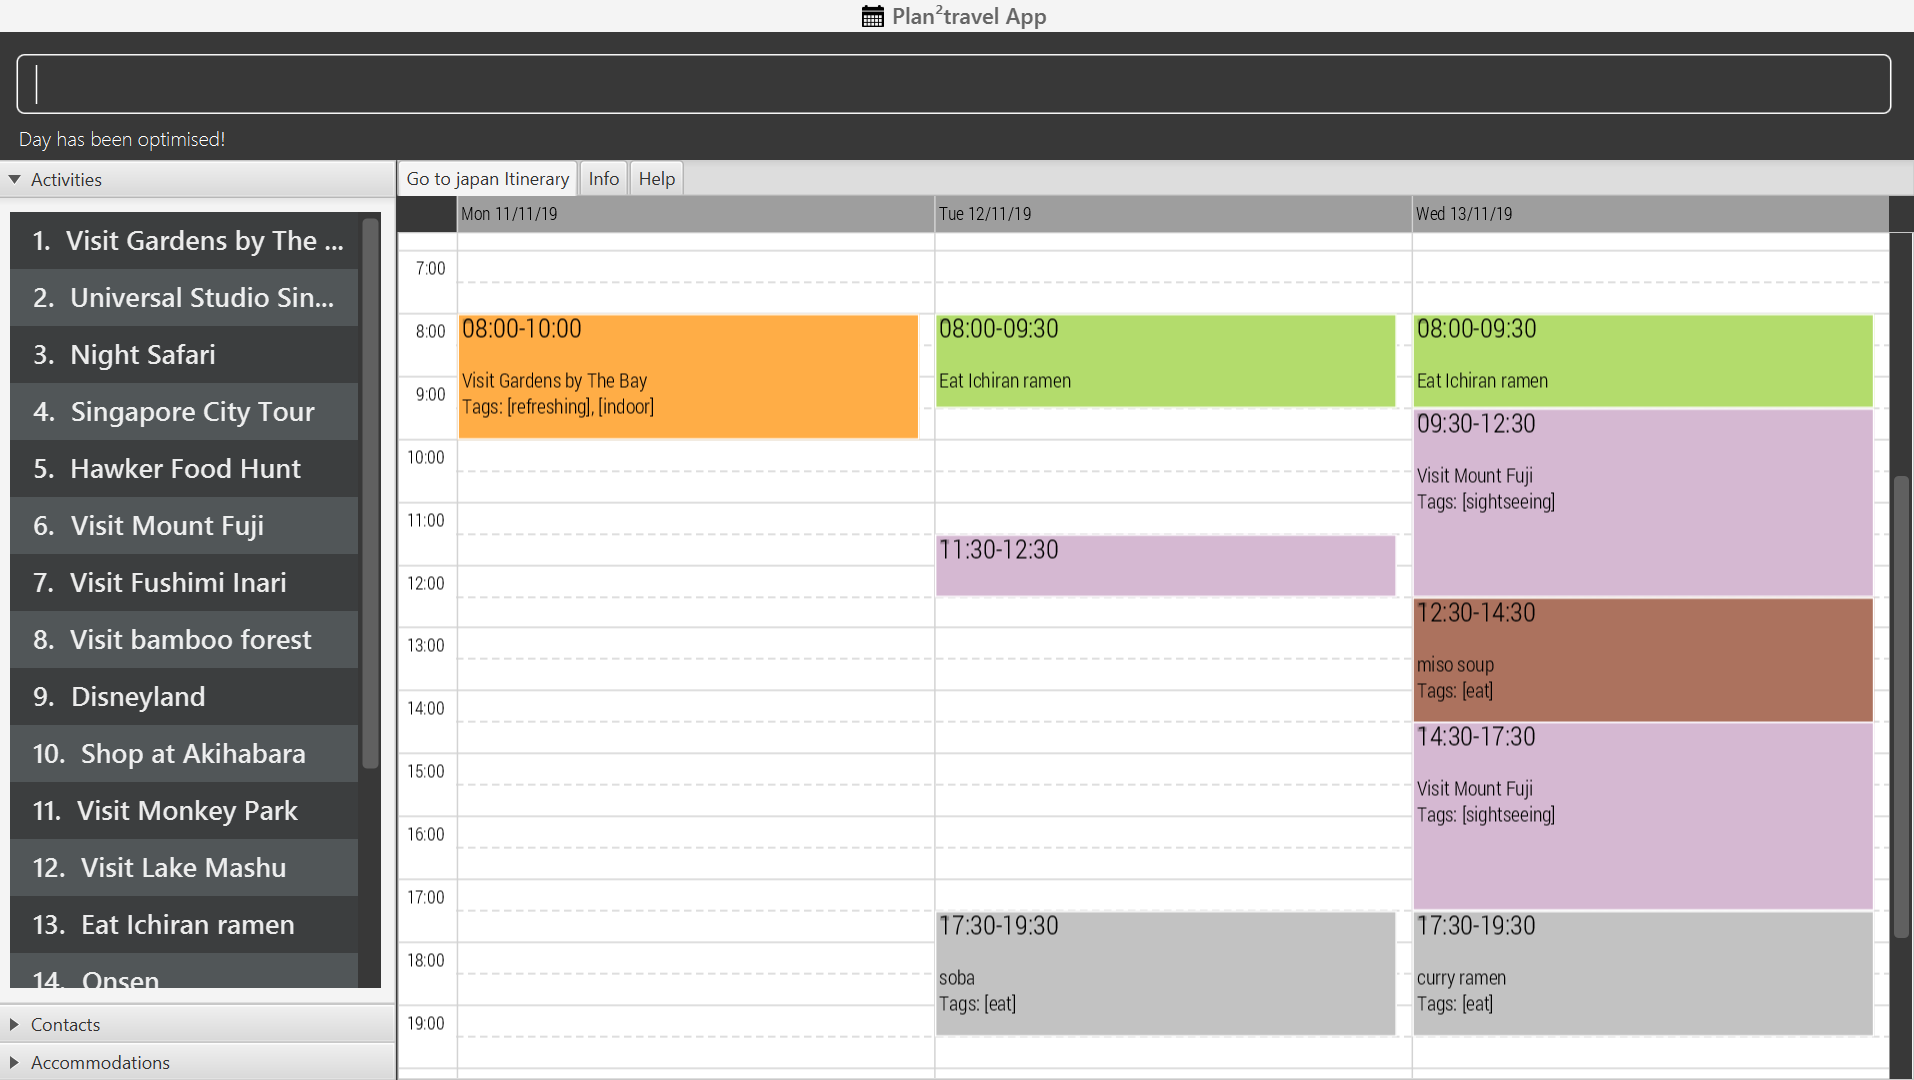 Plan²travel App
Day has been optimised!
Activities
1. Visit Gardens by The ...
2. Universal Studio Sin...
3. Night Safari
4. Singapore City Tour
5. Hawker Food Hunt
6. Visit Mount Fuji
7. Visit Fushimi Inari
8. Visit bamboo forest
9. Disneyland
10. Shop at Akihabara
11. Visit Monkey Park
12. Visit Lake Mashu
13. Eat Ichiran ramen
14. Onsen
Contacts
Accommodations
Go to japan Itinerary
Info
Help
Mon 11/11/19
Tue 12/11/19
Wed 13/11/19
7:00
8:00
9:00
10:00
11:00
12:00
13:00
14:00
15:00
16:00
17:00
18:00
19:00
08:00-10:00
Visit Gardens by The Bay
Tags: [refreshing], [indoor]
08:00-09:30
Eat Ichiran ramen
11:30-12:30
17:30-19:30
soba
Tags: [eat]
08:00-09:30
Eat Ichiran ramen
09:30-12:30
Visit Mount Fuji
Tags: [sightseeing]
12:30-14:30
miso soup
Tags: [eat]
14:30-17:30
Visit Mount Fuji
Tags: [sightseeing]
17:30-19:30
curry ramen
Tags: [eat]